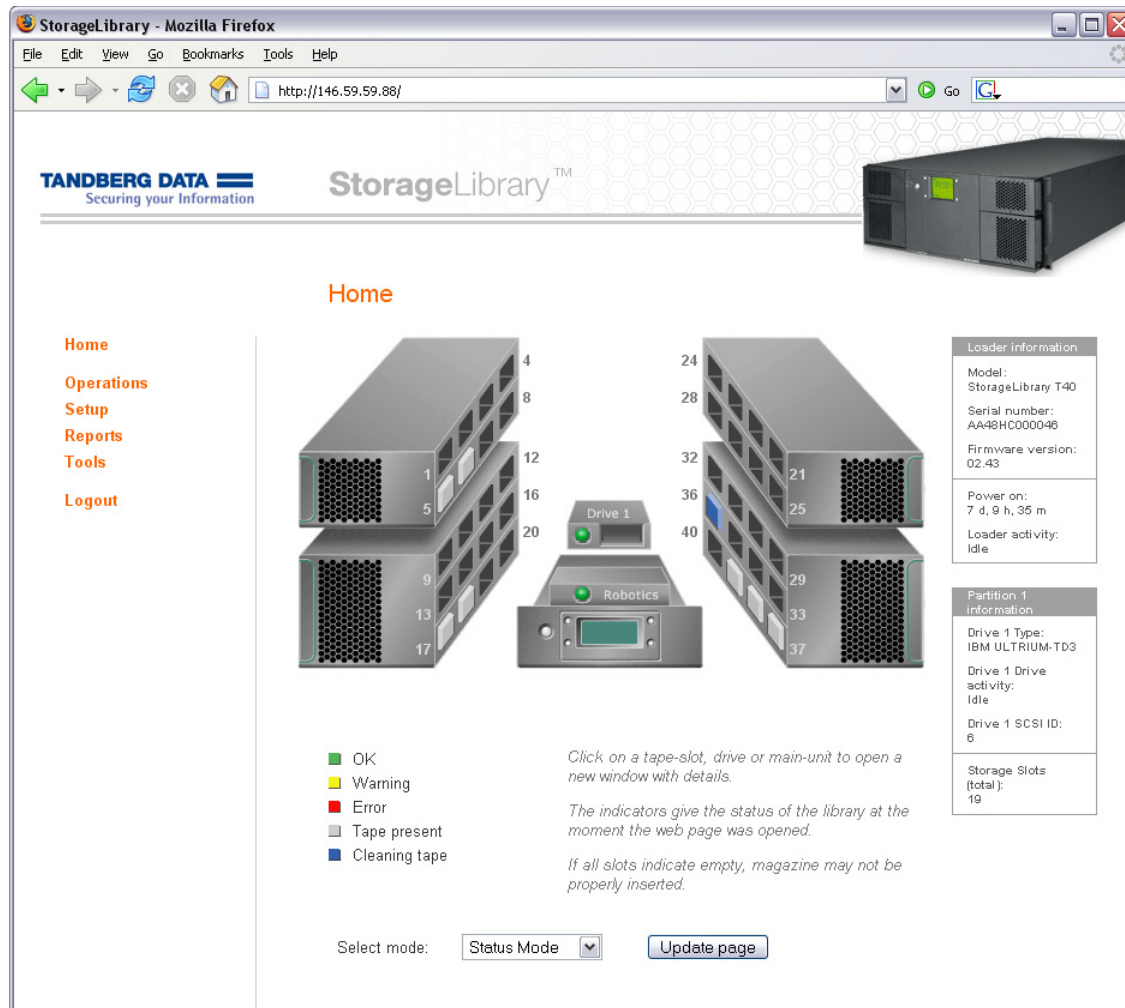 StorageLibrary - Mozilla Firefox
File Edit View Go Bookmarks Tools Help
http://146.59.59.88/ Go G
TANDBERG DATA
Securing your Information
StorageLibrary™
Home
Home
Operations
Setup
Reports
Tools
Logout
4
8
12
16
20
1
5
9
13
17
Drive 1
Robotics
24
28
32
36
40
21
25
29
33
37
Loader information
Model:
StorageLibrary T40
Serial number:
AA48HC000046
Firmware version:
02.43
Power on:
7 d, 9 h, 35 m
Loader activity:
Idle
Partition 1
information
Drive 1 Type:
IBM ULTRIUM-TD3
Drive 1 Drive
activity:
Idle
Drive 1 SCSI ID:
6
Storage Slots
(total):
19
OK
Warning
Error
Tape present
Cleaning tape
Click on a tape-slot, drive or main-unit to open a
new window with details.
The indicators give the status of the library at the
moment the web page was opened.
If all slots indicate empty, magazine may not be
properly inserted.
Select mode: Status Mode Update page